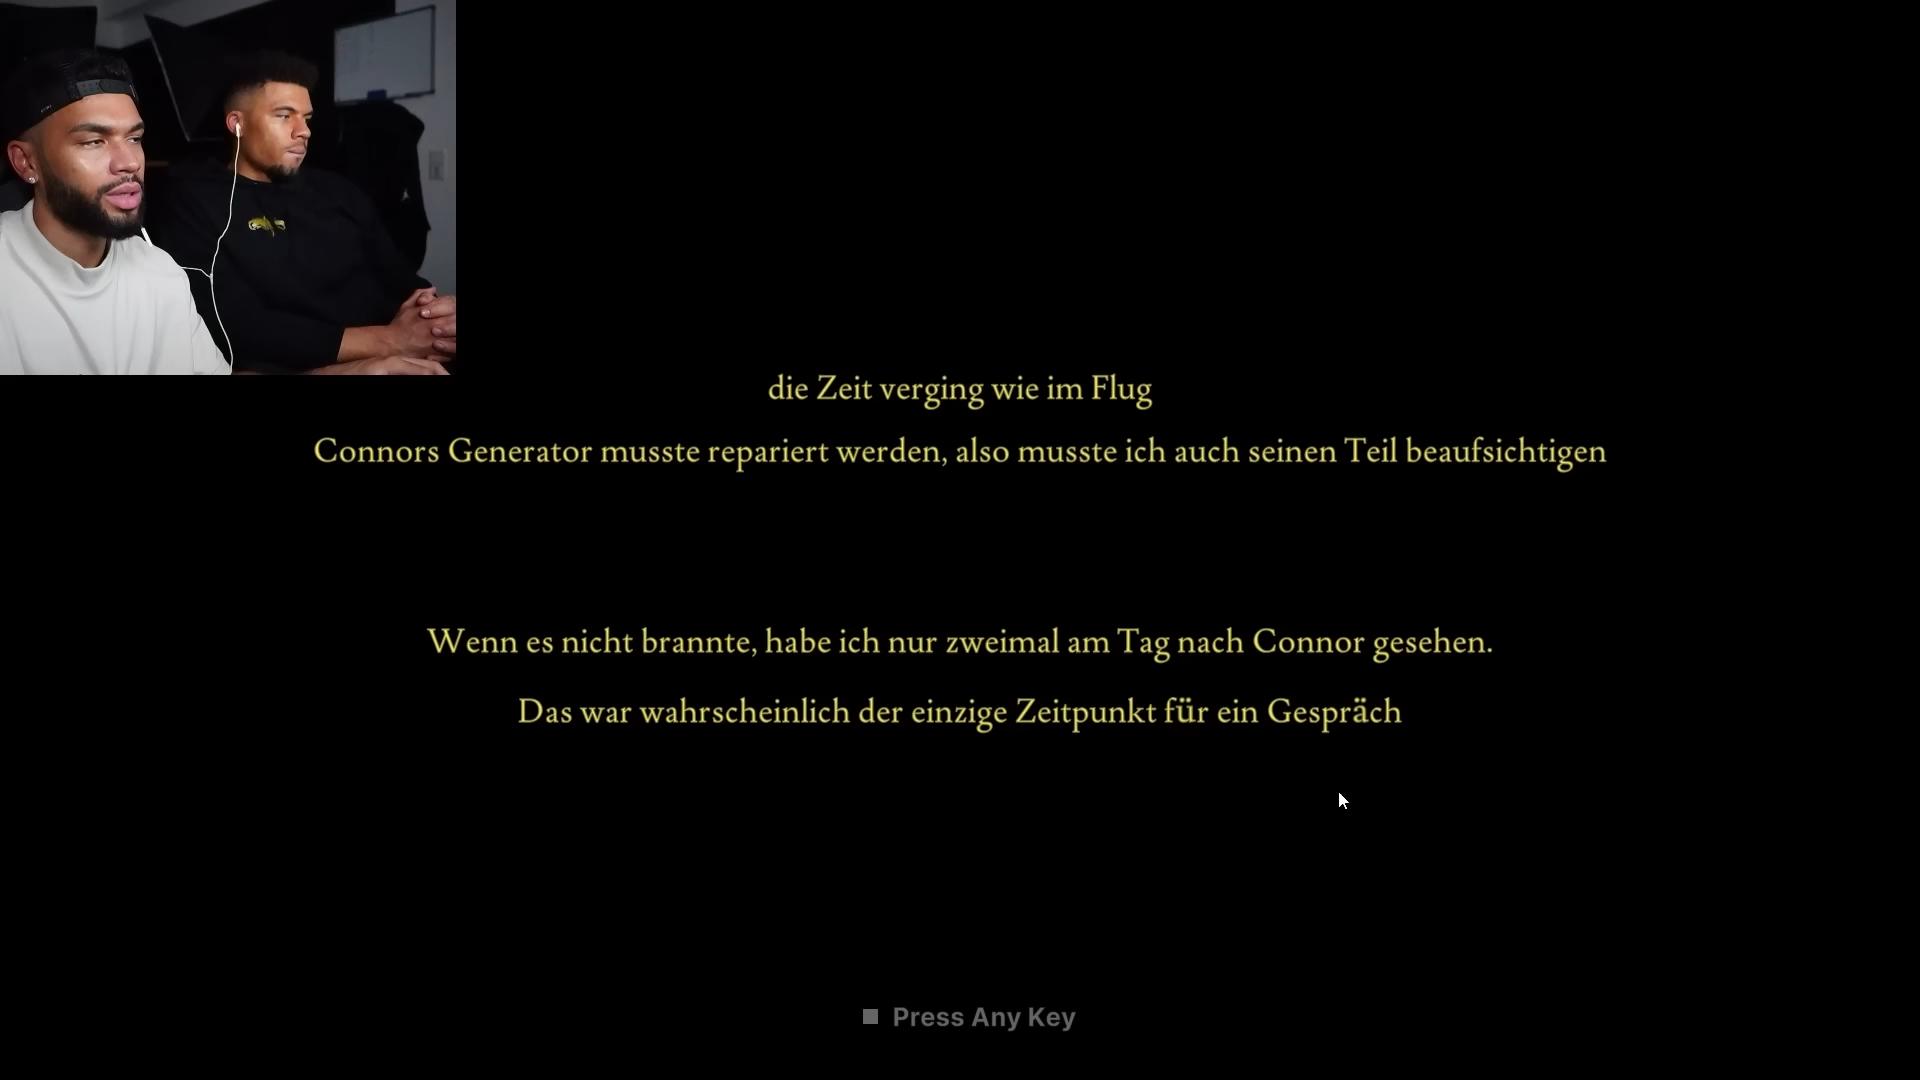 die Zeit verging wie im Flug
Connors Generator musste repariert werden, also musste ich auch seinen Teil beaufsichtigen
Wenn es nicht brannte, habe ich nur zweimal am Tag nach Connor gesehen.
Das war wahrscheinlich der einzige Zeitpunkt für ein Gespräch
Press Any Key